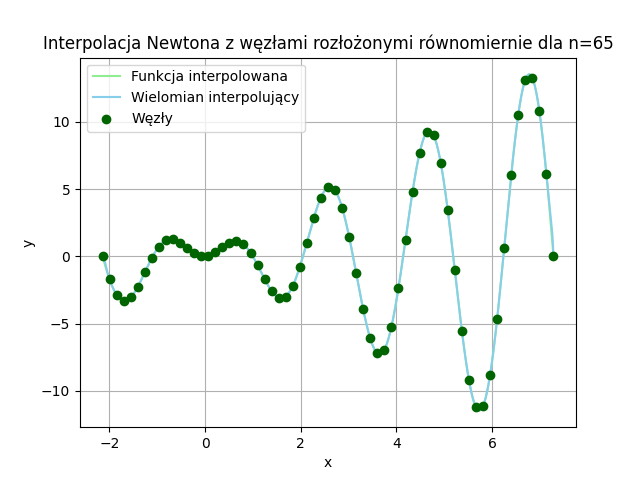 Interpolacja Newtona z węzłami rozłożonymi równomiernie dla n=65
Funkcja interpolowana
Wielomian interpolujący
Węzły
10
5
0
−5
−10
y
−2
0
2
4
6
x